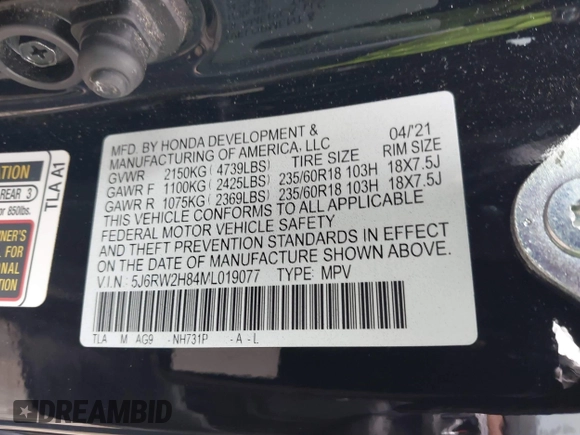 MFD. BY HONDA DEVELOPMENT &
MANUFACTURING OF AMERICA, LLC 04/'21
GVWR 2150KG (4739LBS) TIRE SIZE RIM SIZE
GAWR F 1100KG (2425LBS) 235/60R18 103H 18X7.5J
GAWR R 1075KG (2369LBS) 235/60R18 103H 18X7.5J
THIS VEHICLE CONFORMS TO ALL APPLICABLE
FEDERAL MOTOR VEHICLE SAFETY
AND THEFT PREVENTION STANDARDS IN EFFECT
ON THE DATE OF MANUFACTURE SHOWN ABOVE.
V.I.N: 5J6RW2H84ML019077 TYPE: MPV
TLA M AG9 -NH731P -A-L
TLA A1
REAR 3
or 850lbs.
FOR
DREAMBID